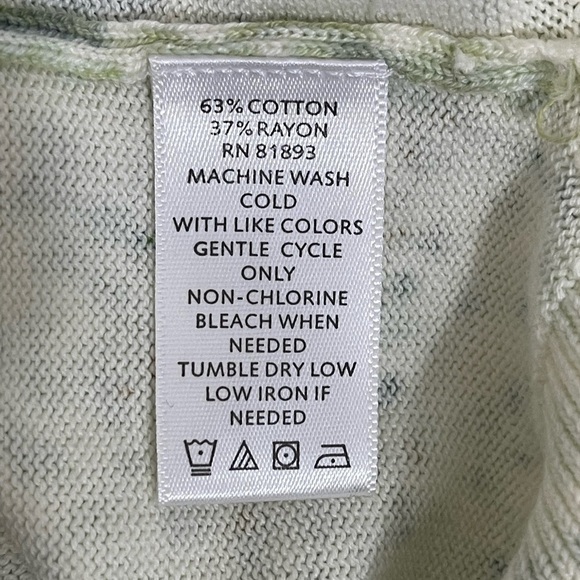 63% COTTON
37% RAYON
RN 81893
MACHINE WASH
COLD
WITH LIKE COLORS
GENTLE CYCLE
ONLY
NON-CHLORINE
BLEACH WHEN
NEEDED
TUMBLE DRY LOW
LOW IRON IF
NEEDED